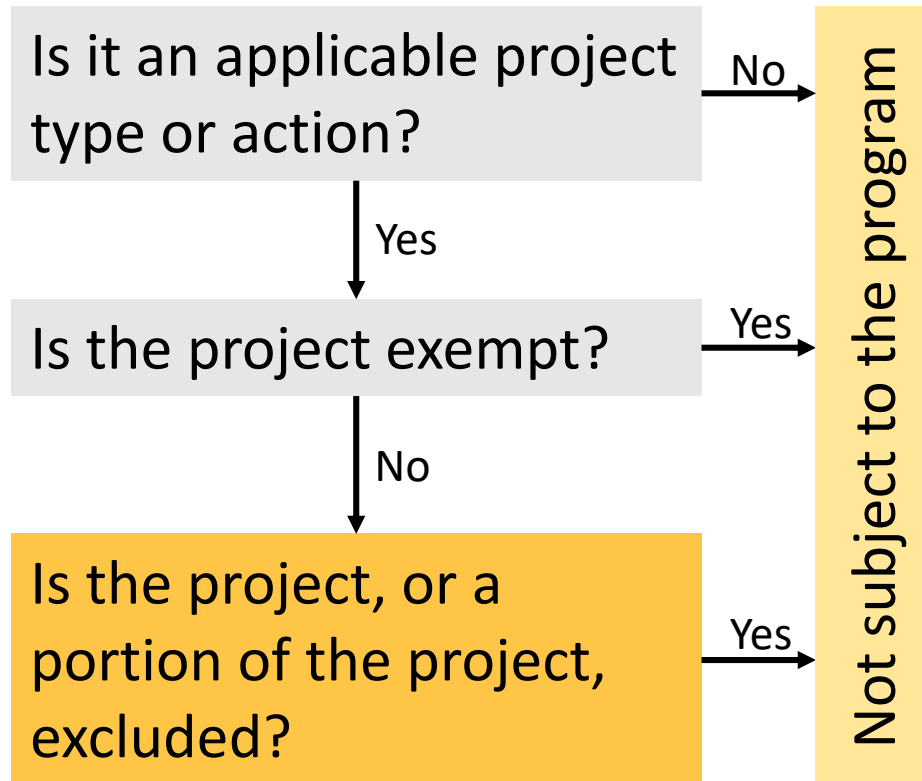 Is it an applicable project
type or action?
No
Yes
Is the project exempt?
Yes
No
Is the project, or a
portion of the project,
excluded?
Yes
Not subject to the program